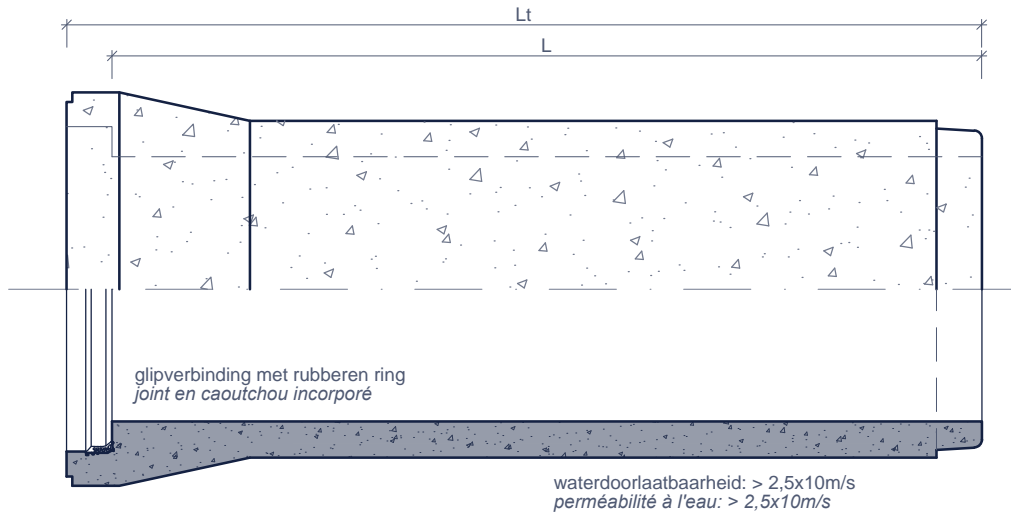 Lt
L
glipverbinding met rubberen ring
joint en caoutchou incorporé
waterdoorlaatbaarheid: > 2,5x10m/s
perméabilité à l'eau: > 2,5x10m/s